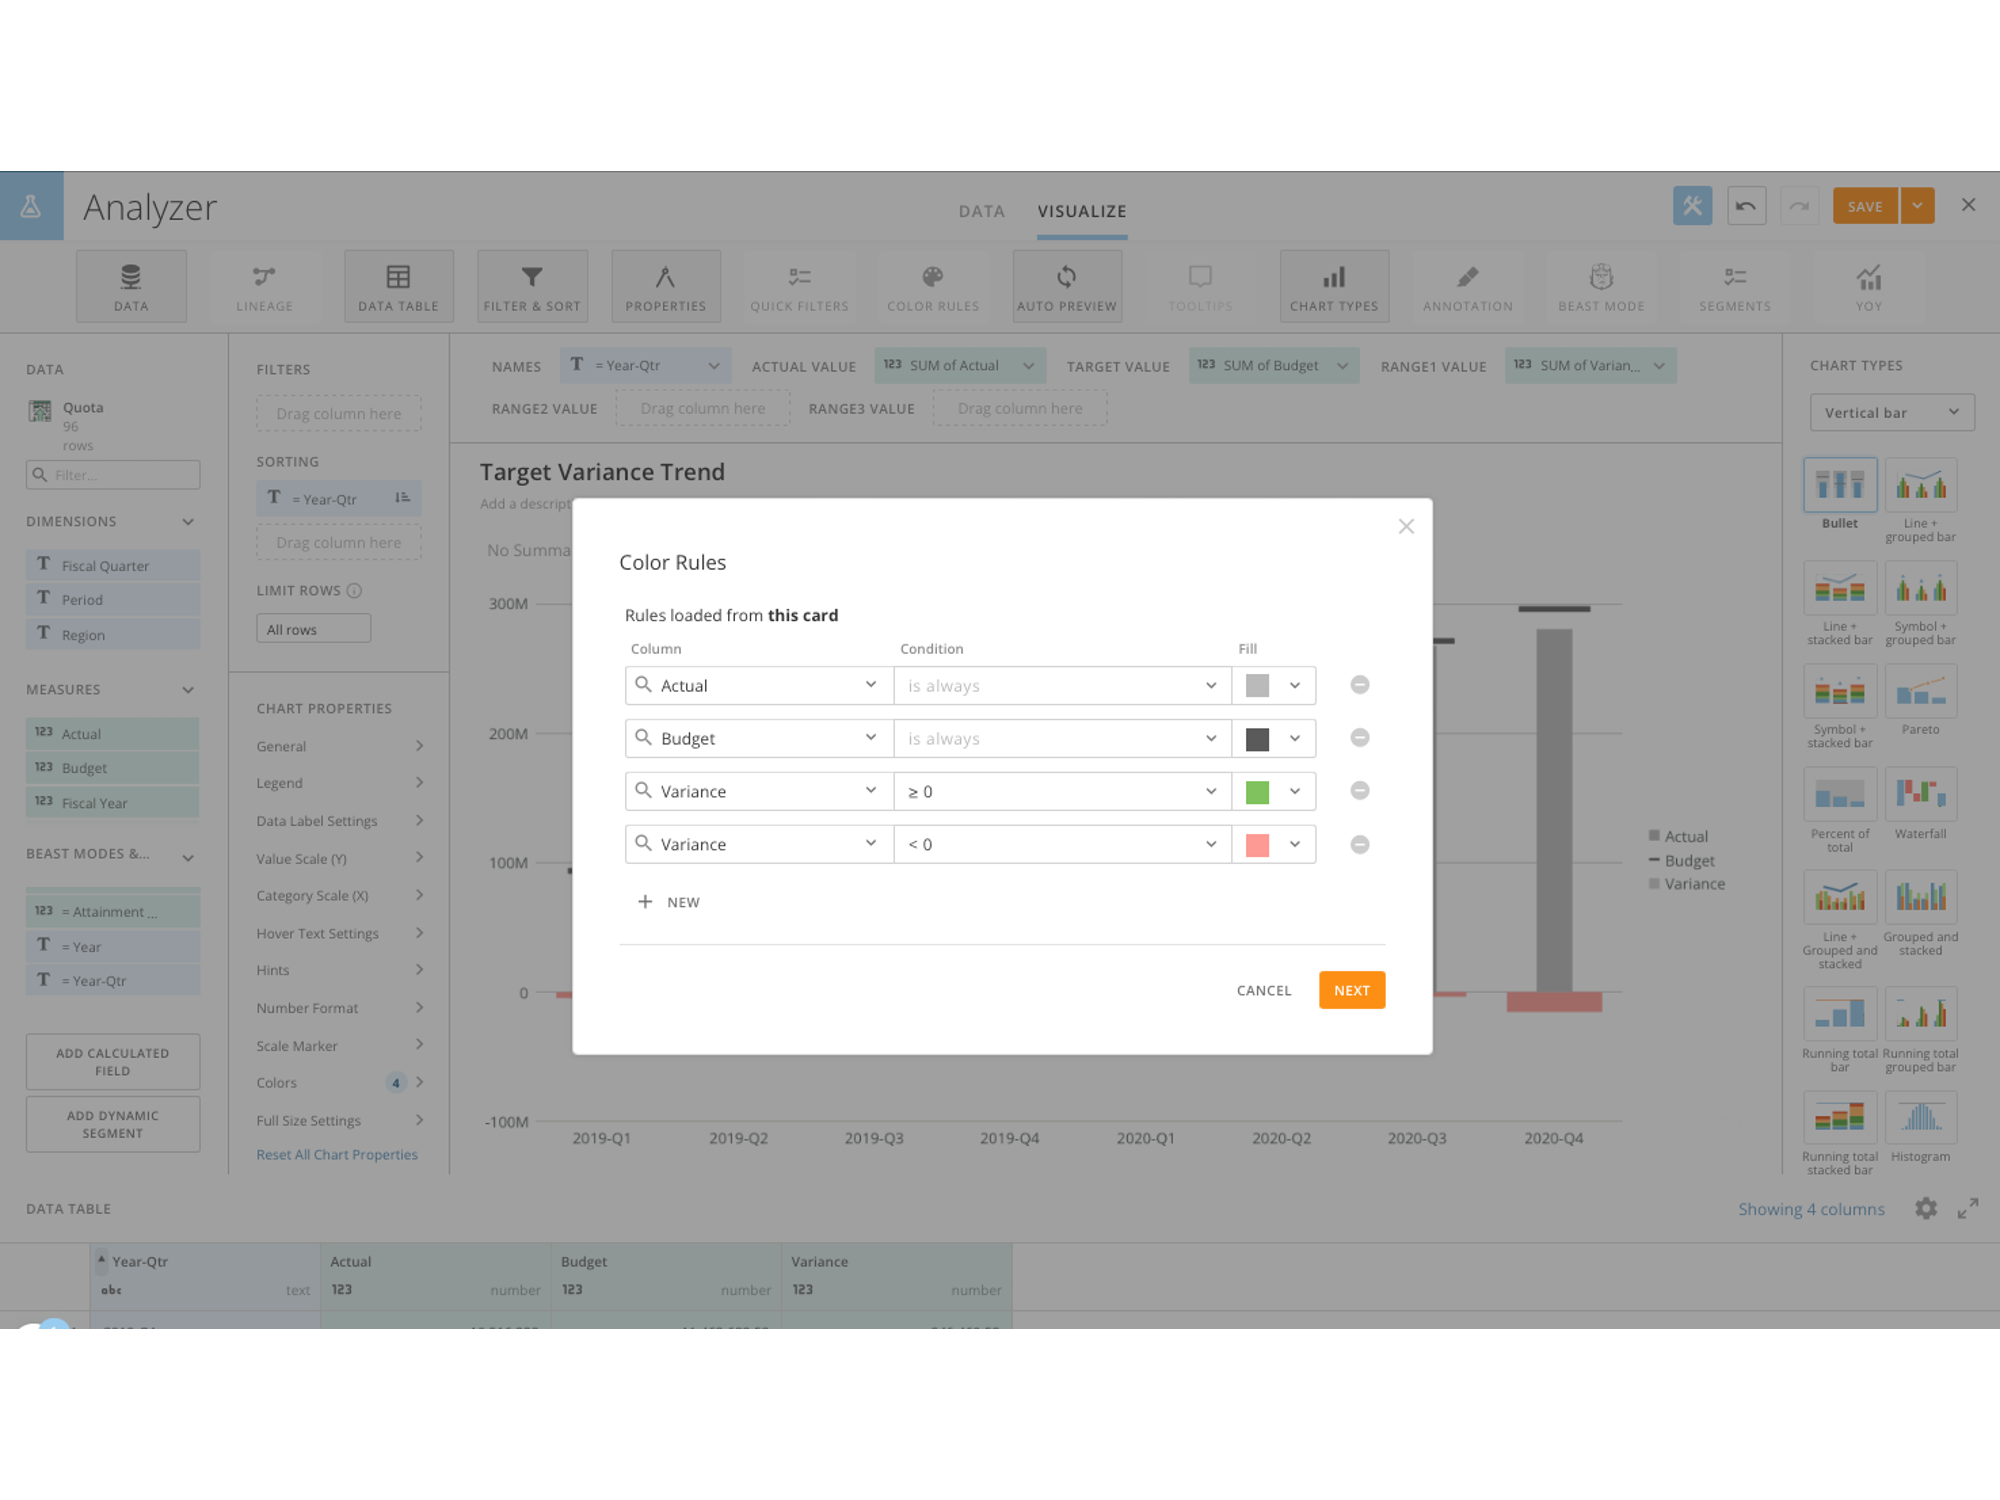 Analyzer
DATA
VISUALIZE
SAVE
DATA
LINEAGE
DATA TABLE
FILTER & SORT
PROPERTIES
QUICK FILTERS
COLOR RULES
AUTO PREVIEW
TOOLTIPS
CHART TYPES
ANNOTATION
BEAST MODE
SEGMENTS
YOY
DATA
Quota
96
rows
Filter...
DIMENSIONS
T Fiscal Quarter
T Period
T Region
MEASURES
123 Actual
123 Budget
123 Fiscal Year
BEAST MODES &...
123 = Attainment ...
T = Year
T = Year-Qtr
ADD CALCULATED
FIELD
ADD DYNAMIC
SEGMENT
FILTERS
Drag column here
SORTING
T = Year-Qtr
Drag column here
LIMIT ROWS
All rows
CHART PROPERTIES
General
Legend
Data Label Settings
Value Scale (Y)
Category Scale (X)
Hover Text Settings
Hints
Number Format
Scale Marker
Colors 4
Full Size Settings
Reset All Chart Properties
NAMES T = Year-Qtr ACTUAL VALUE 123 SUM of Actual TARGET VALUE 123 SUM of Budget RANGE1 VALUE 123 SUM of Varian...
RANGE2 VALUE Drag column here RANGE3 VALUE Drag column here
Target Variance Trend
Add a descript
No Summa
300M
200M
100M
0
-100M
2019-Q1 2019-Q2 2019-Q3 2019-Q4 2020-Q1 2020-Q2 2020-Q3 2020-Q4
Actual
Budget
Variance
Color Rules
Rules loaded from this card
Column Condition Fill
Actual is always
Budget is always
Variance ≥ 0
Variance < 0
+ NEW
CANCEL NEXT
CHART TYPES
Vertical bar
Bullet
Line +
grouped bar
Line +
stacked bar
Symbol +
grouped bar
Symbol +
stacked bar
Pareto
Percent of
total
Waterfall
Line +
Grouped and
stacked
Grouped and
stacked
Running total
bar
Running total
grouped bar
Running total
stacked bar
Histogram
DATA TABLE
Showing 4 columns
Year-Qtr Actual Budget Variance
abc text 123 number 123 number 123 number